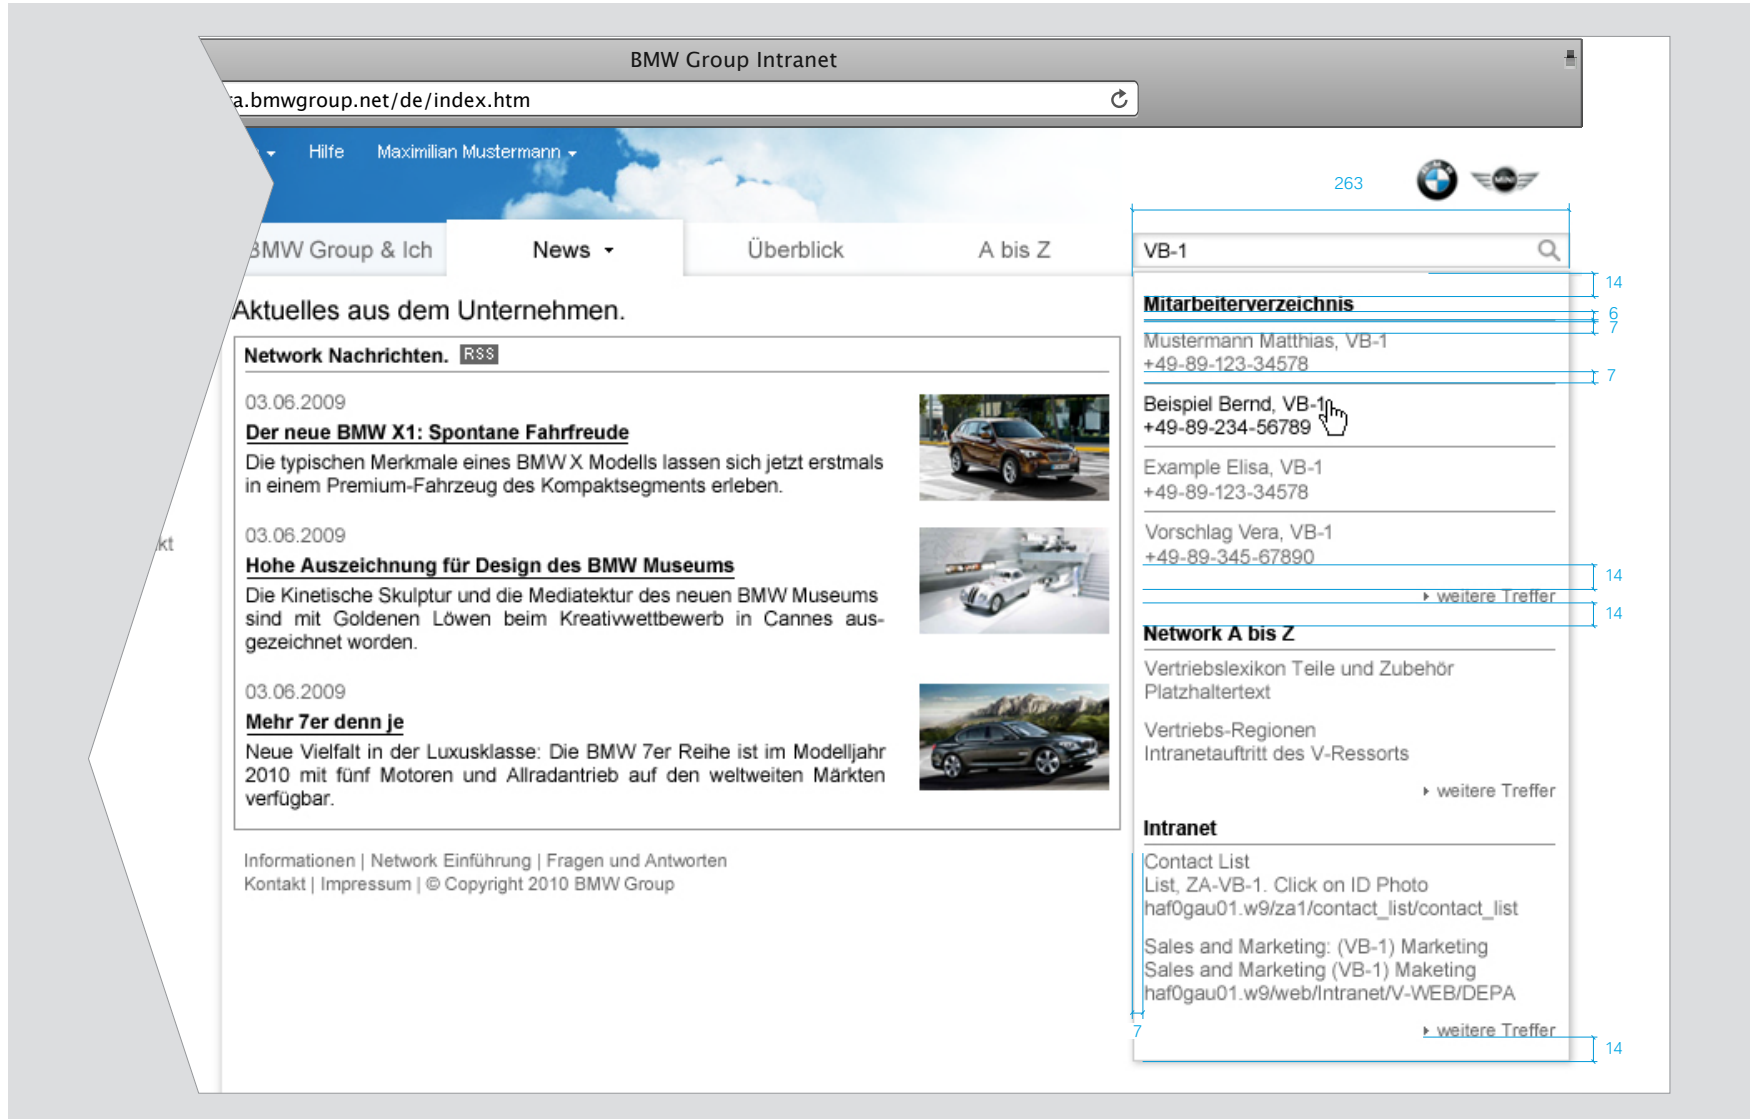 BMW Group Intranet
ra.bmwgroup.net/de/index.htm
Hilfe
Maximilian Mustermann
263
MINI
BMW Group & Ich
News
Überblick
A bis Z
VB-1
14
Aktuelles aus dem Unternehmen.
Network Nachrichten. RSS
03.06.2009
Der neue BMW X1: Spontane Fahrfreude
Die typischen Merkmale eines BMW X Modells lassen sich jetzt erstmals
in einem Premium-Fahrzeug des Kompaktsegments erleben.
03.06.2009
Hohe Auszeichnung für Design des BMW Museums
Die Kinetische Skulptur und die Mediatektur des neuen BMW Museums
sind mit Goldenen Löwen beim Kreativwettbewerb in Cannes aus-
gezeichnet worden.
03.06.2009
Mehr 7er denn je
Neue Vielfalt in der Luxusklasse: Die BMW 7er Reihe ist im Modelljahr
2010 mit fünf Motoren und Allradantrieb auf den weltweiten Märkten
verfügbar.
Informationen | Network Einführung | Fragen und Antworten
Kontakt | Impressum | © Copyright 2010 BMW Group
kt
Mitarbeiterverzeichnis
6
7
Mustermann Matthias, VB-1
+49-89-123-34578
7
Beispiel Bernd, VB-1
+49-89-234-56789
Example Elisa, VB-1
+49-89-123-34578
Vorschlag Vera, VB-1
+49-89-345-67890
14
weitere Treffer
14
Network A bis Z
Vertriebslexikon Teile und Zubehör
Platzhaltertext
Vertriebs-Regionen
Intranetauftritt des V-Ressorts
weitere Treffer
Intranet
Contact List
List, ZA-VB-1. Click on ID Photo
haf0gau01.w9/za1/contact_list/contact_list
Sales and Marketing: (VB-1) Marketing
Sales and Marketing (VB-1) Maketing
haf0gau01.w9/web/Intranet/V-WEB/DEPA
7
weitere Treffer
14